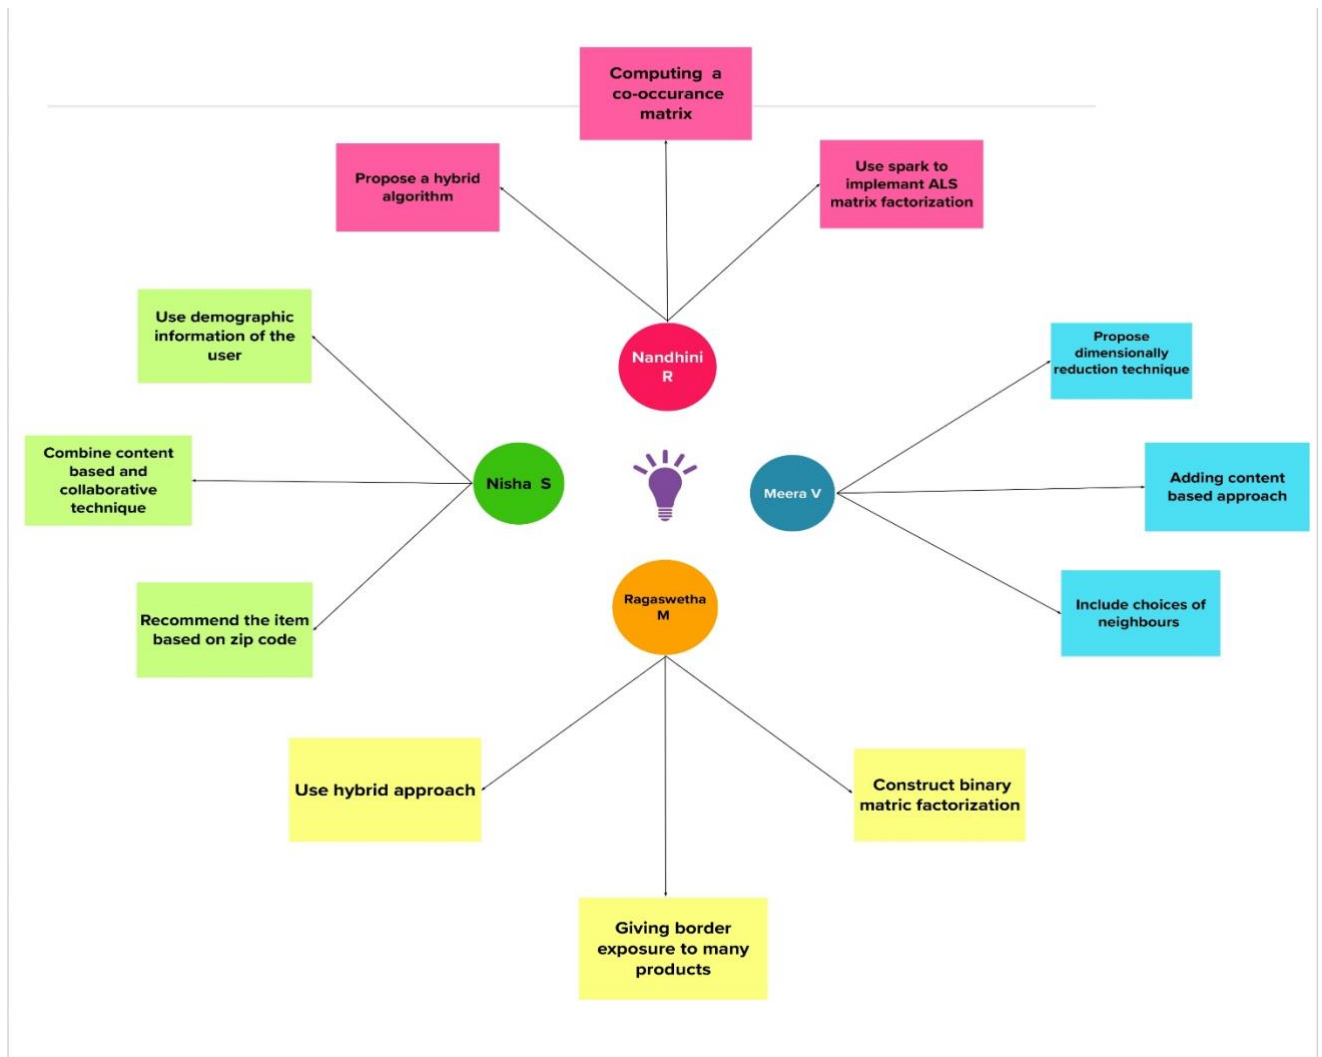 Computing a
co-occurance
matrix
Propose a hybrid
algorithm
Use spark to
implemant ALS
matrix factorization
Nandhini
R
Use demographic
information of the
user
Combine content
based and
collaborative
technique
Recommend the item
based on zip code
Nisha S
Propose
dimensionally
reduction technique
Adding content
based approach
Include choices of
neighbours
Meera V
Ragaswetha
M
Use hybrid approach
Construct binary
matric factorization
Giving border
exposure to many
products